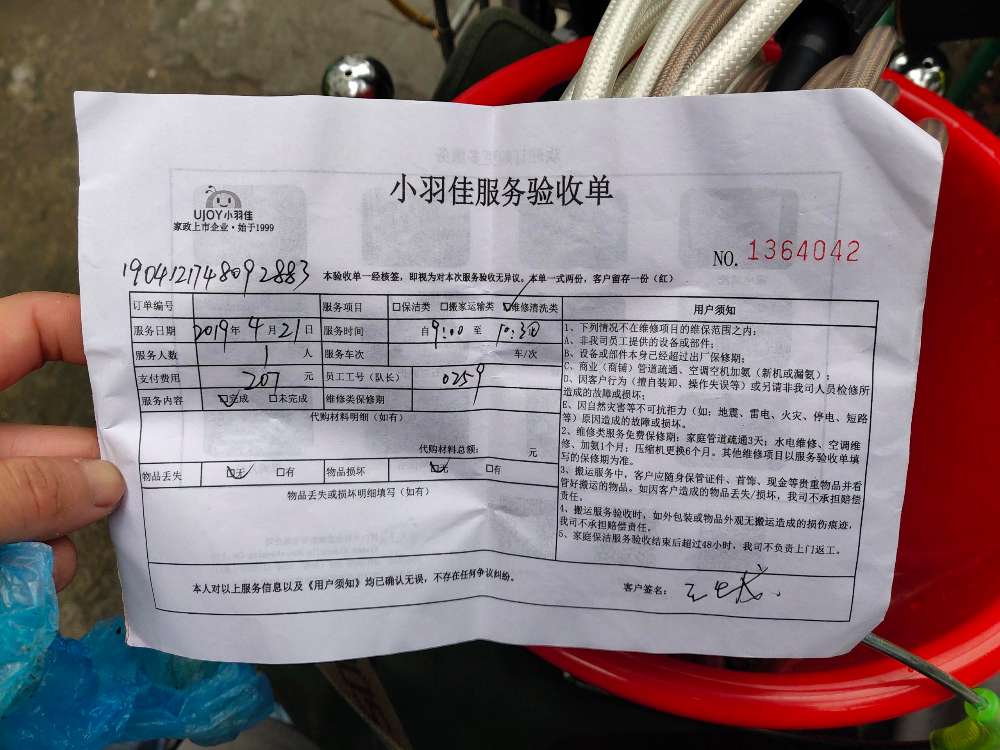 小羽佳服务验收单
UJOY小羽佳
家政上市企业·始于1999
NO. 1364042
1904121748092883
本验收单一经核签，即视为对本次服务验收无异议。本单一式两份，客户留存一份（红）
订单编号 服务项目 □保洁类 □搬家运输类 ☑维修清洗类
服务日期 2019年4月21日 服务时间 自9:00至10:30
服务人数 1 人 服务车次 车/次
支付费用 207 元 员工工号（队长） 0259
服务内容 ☑完成 □未完成 维修类保修期
代购材料明细（如有）
代购材料总额： 元
物品丢失 ☑无 □有 物品损坏 ☑无 □有
物品丢失或损坏明细填写（如有）
用户须知
1、下列情况不在维修项目的维保范围之内：
A、非我司员工提供的设备或部件；
B、设备或部件本身已经超过出厂保修期；
C、商业（商铺）管道疏通、空调空机加氨（新机或漏氨）；
D、因客户行为（擅自装卸、操作失误等）或另请非我司人员检修所
造成的故障或损坏；
E、因自然灾害等不可抗拒力（如：地震、雷电、火灾、停电、短路
等）原因造成的故障或损坏。
2、维修类服务免费保修期：家庭管道疏通3天；水电维修、空调维
修、加氨1个月；压缩机更换6个月。其他维修项目以服务验收单填
写的保修期为准。
3、搬运服务中，客户应随身保管证件、首饰、现金等贵重物品并看
管好搬运的物品。如因客户造成的物品丢失/损坏，我司不承担赔偿
责任。
4、搬运服务验收时，如外包装或物品外观无搬运造成的损伤痕迹，
我司不承担赔偿责任。
5、家庭保洁服务验收结束后超过48小时，我司不负责上门返工。
本人对以上服务信息以及《用户须知》均已确认无误，不存在任何争议纠纷。
客户签名：